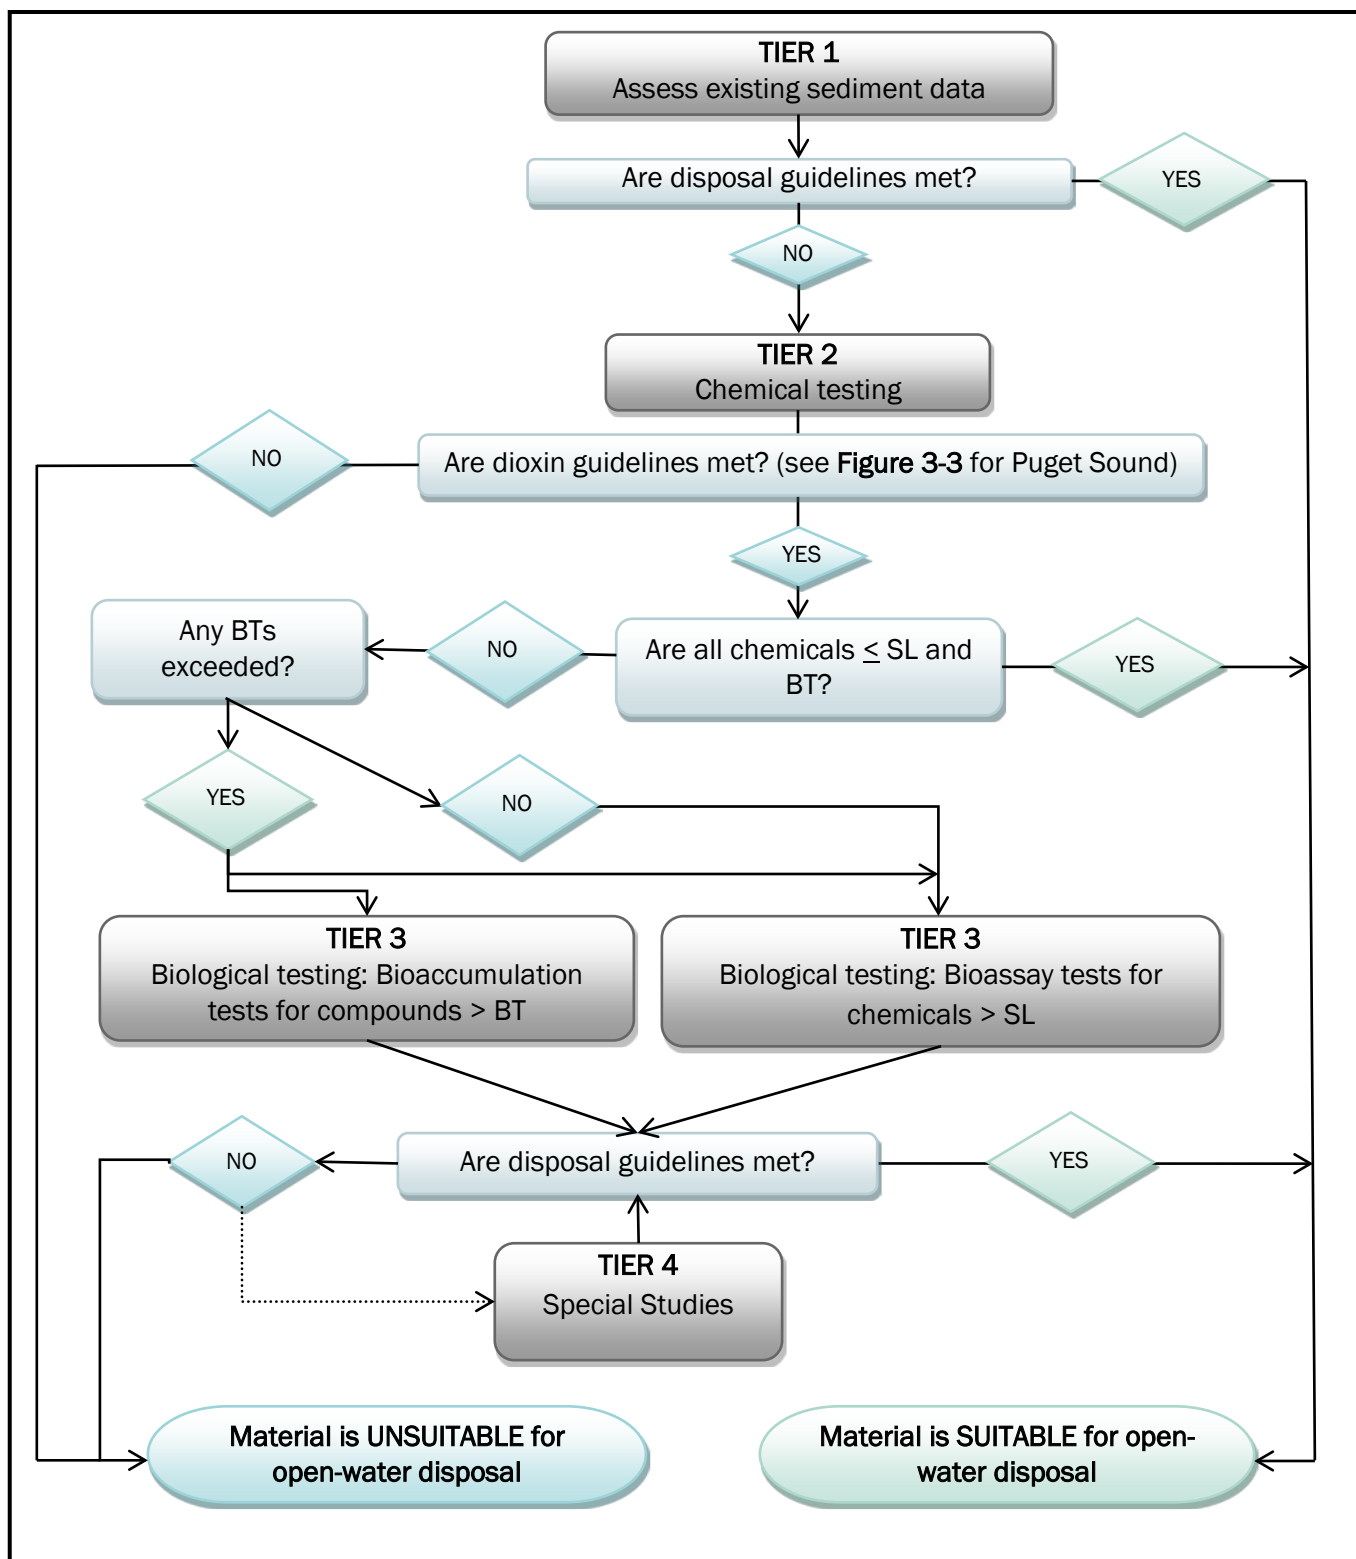 TIER 1
Assess existing sediment data
Are disposal guidelines met?
YES
NO
TIER 2
Chemical testing
NO
Are dioxin guidelines met? (see Figure 3-3 for Puget Sound)
YES
Any BTs
exceeded?
NO
Are all chemicals ≤ SL and
BT?
YES
YES
NO
TIER 3
Biological testing: Bioaccumulation
tests for compounds > BT
TIER 3
Biological testing: Bioassay tests for
chemicals > SL
NO
Are disposal guidelines met?
YES
TIER 4
Special Studies
Material is UNSUITABLE for
open-water disposal
Material is SUITABLE for open-
water disposal